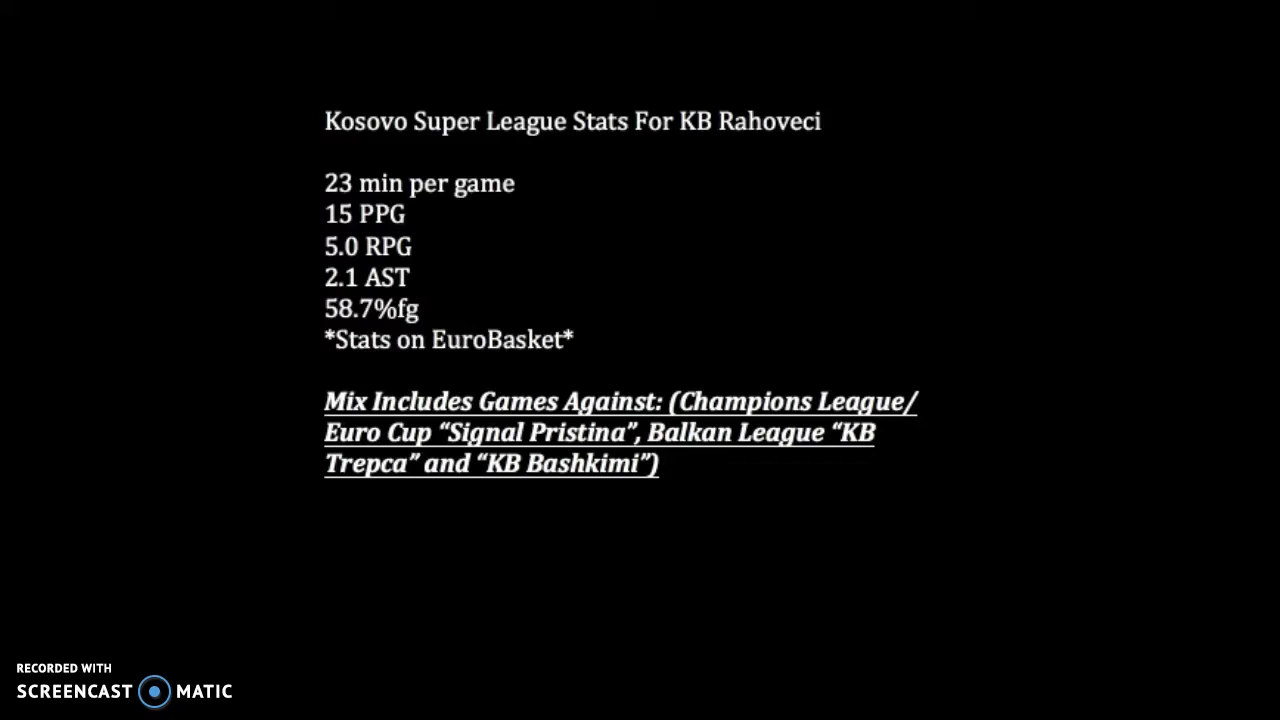 Kosovo Super League Stats For KB Rahoveci
23 min per game
15 PPG
5.0 RPG
2.1 AST
58.7%fg
*Stats on EuroBasket*
Mix Includes Games Against: (Champions League/
Euro Cup “Signal Pristina”, Balkan League “KB
Trepca” and “KB Bashkimi”)
RECORDED WITH
SCREENCAST MATIC